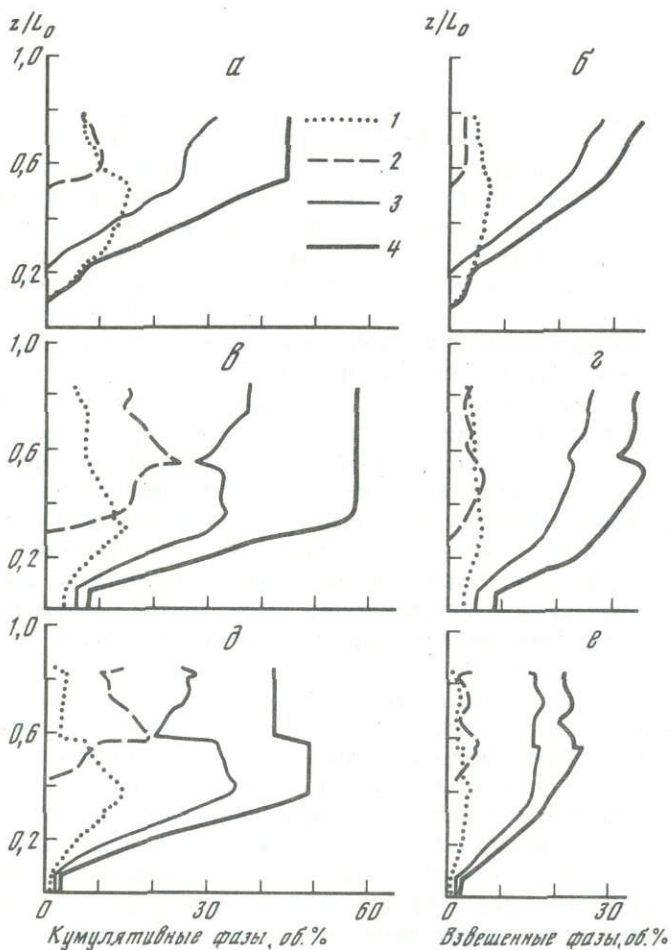 z/L₀
z/L₀
1,0
а
б
1
2
3
4
0,6
0,2
1,0
в
г
0,6
0,2
1,0
д
е
0,6
0,2
0
30
60
0
30
Кумулятивные фазы, об.%
Взвешенные фазы, об.%